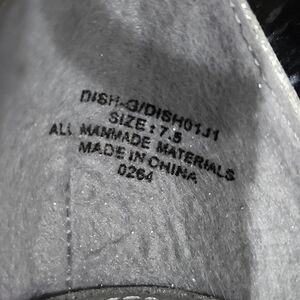 DISH-G/DISH01J1
SIZE: 7.5
ALL MANMADE MATERIALS
MADE IN CHINA
0264